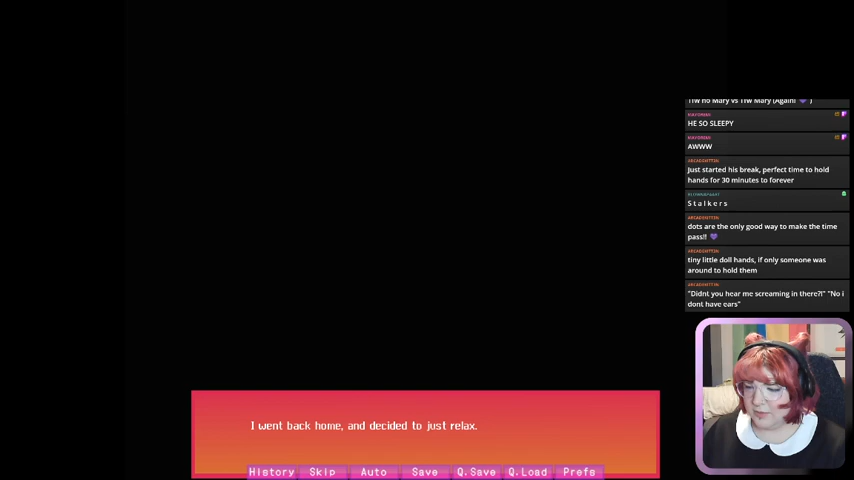 HE SO SLEEPY
AWWW
Just started his break, perfect time to hold
hands for 30 minutes to forever
S t a l k e r s
dots are the only good way to make the time
pass!! 💜
tiny little doll hands, if only someone was
around to hold them
"Didnt you hear me screaming in there?!" "No i
dont have ears"
I went back home, and decided to just relax.
History Skip Auto Save Q.Save Q.Load Prefs